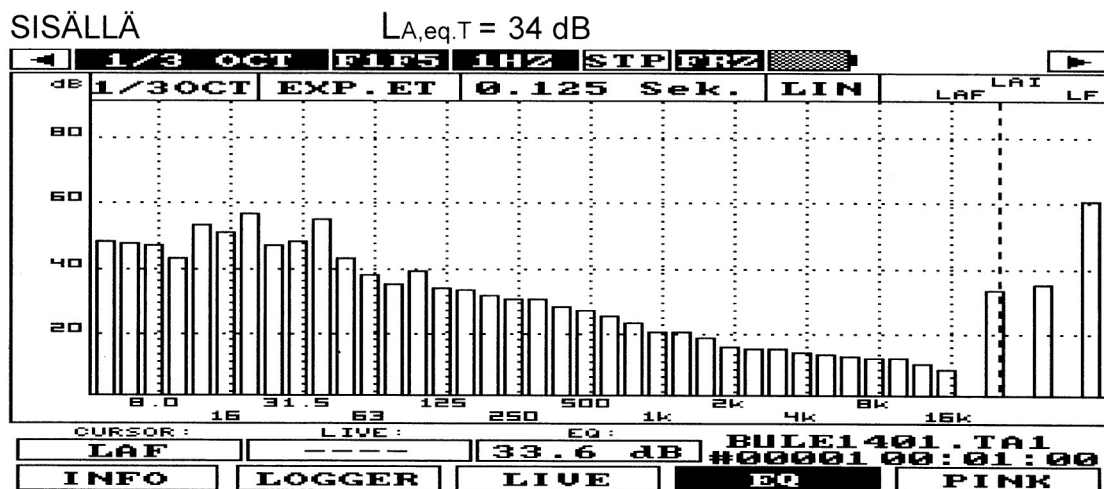 SISÄLLÄ LA,eq.T = 34 dB
1/3 OCT F1F5 1HZ STP FRZ
dB 1/3OCT EXP.ET 0.125 Sek. LIN LAF LAI LF
80
60
40
20
8.0 31.5 125 500 2k 8k
16 63 250 1k 4k 16k
CURSOR: LIVE: EQ: BULE1401.TA1
LAF ---- 33.6 dB #00001 00:01:00
INFO LOGGER LIVE EQ PINK